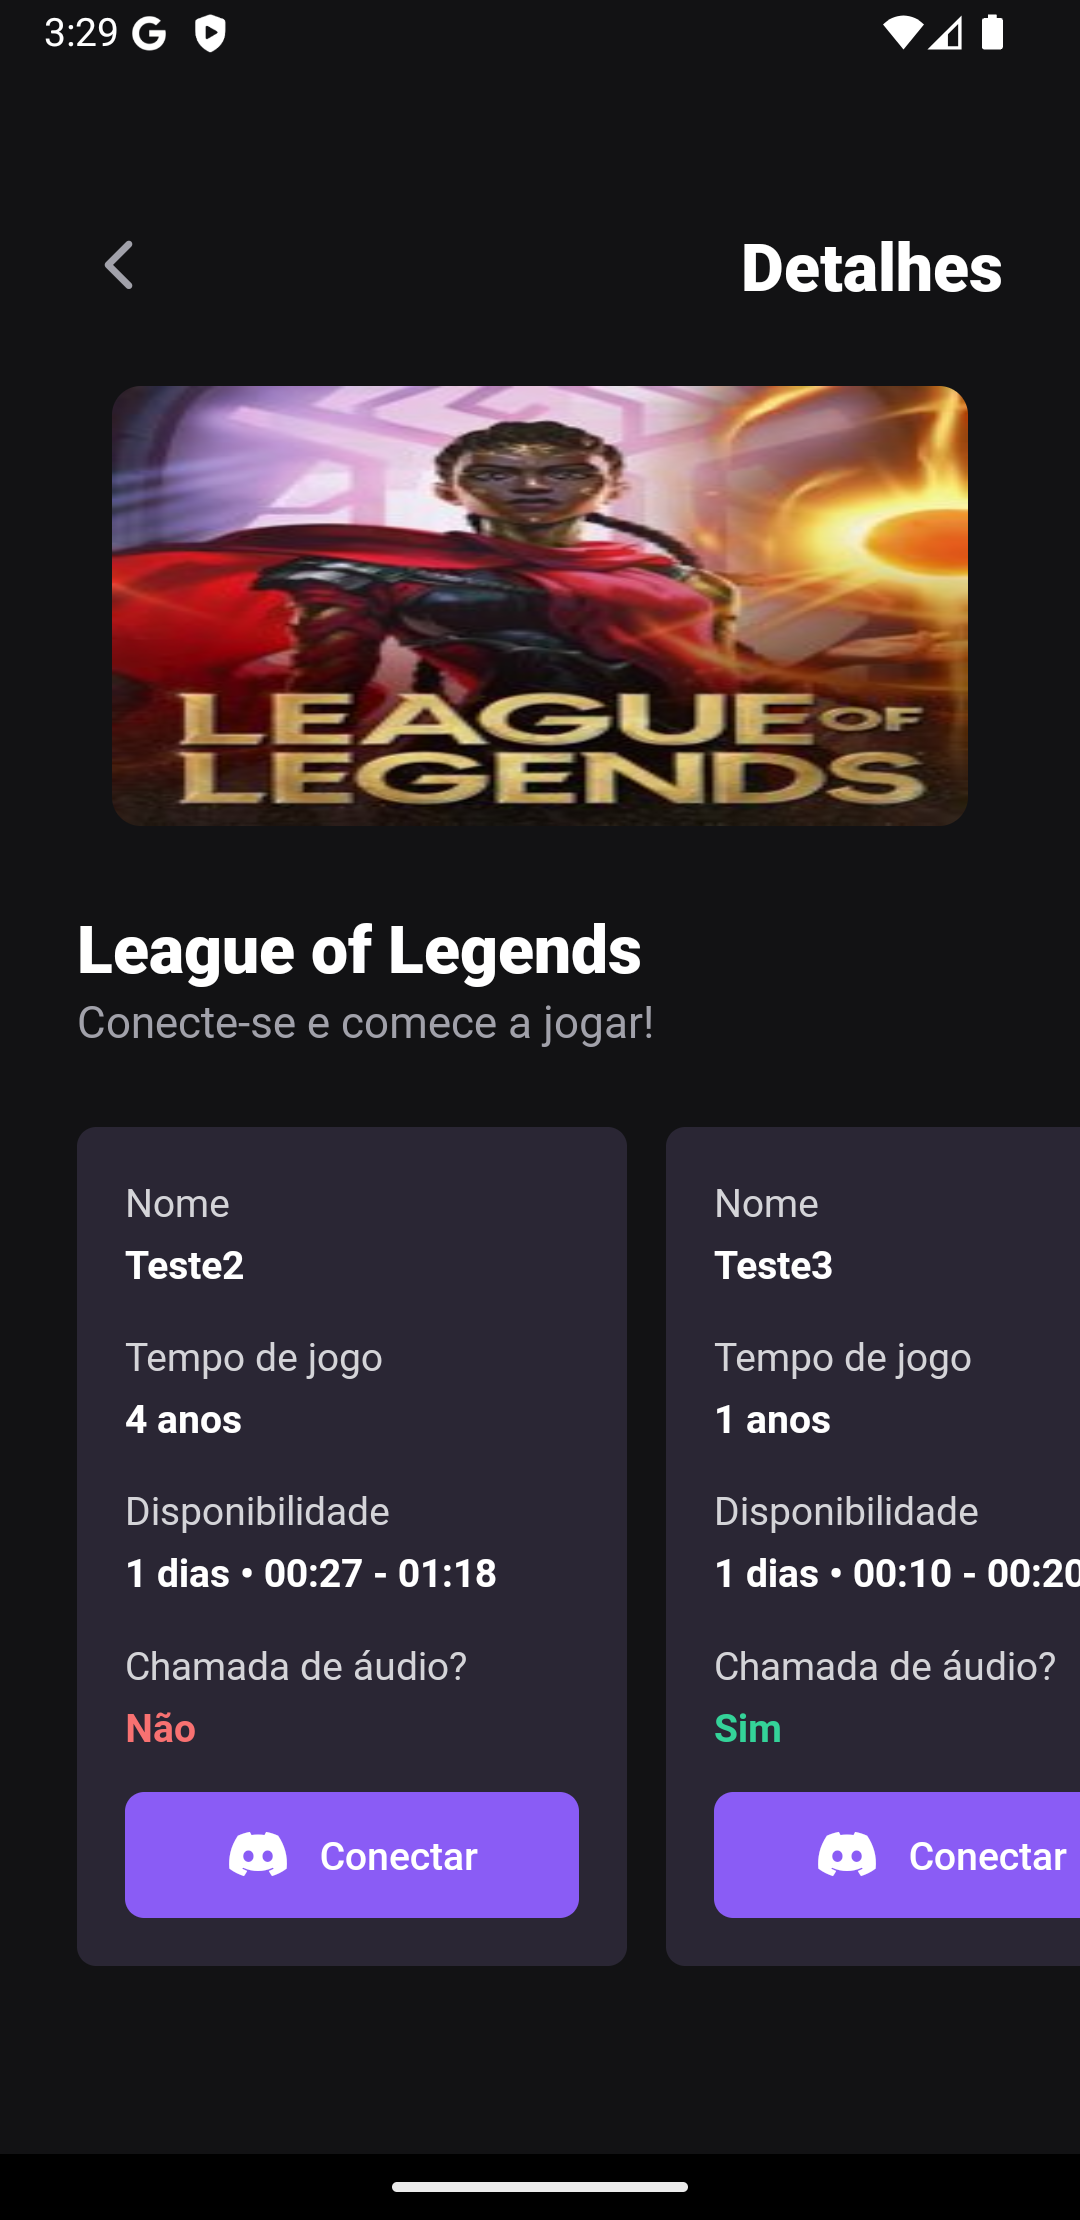 3:29
Detalhes
LEAGUE OF
LEGENDS
League of Legends
Conecte-se e comece a jogar!
Nome
Teste2
Tempo de jogo
4 anos
Disponibilidade
1 dias • 00:27 - 01:18
Chamada de áudio?
Não
Conectar
Nome
Teste3
Tempo de jogo
1 anos
Disponibilidade
1 dias • 00:10 - 00:20
Chamada de áudio?
Sim
Conectar